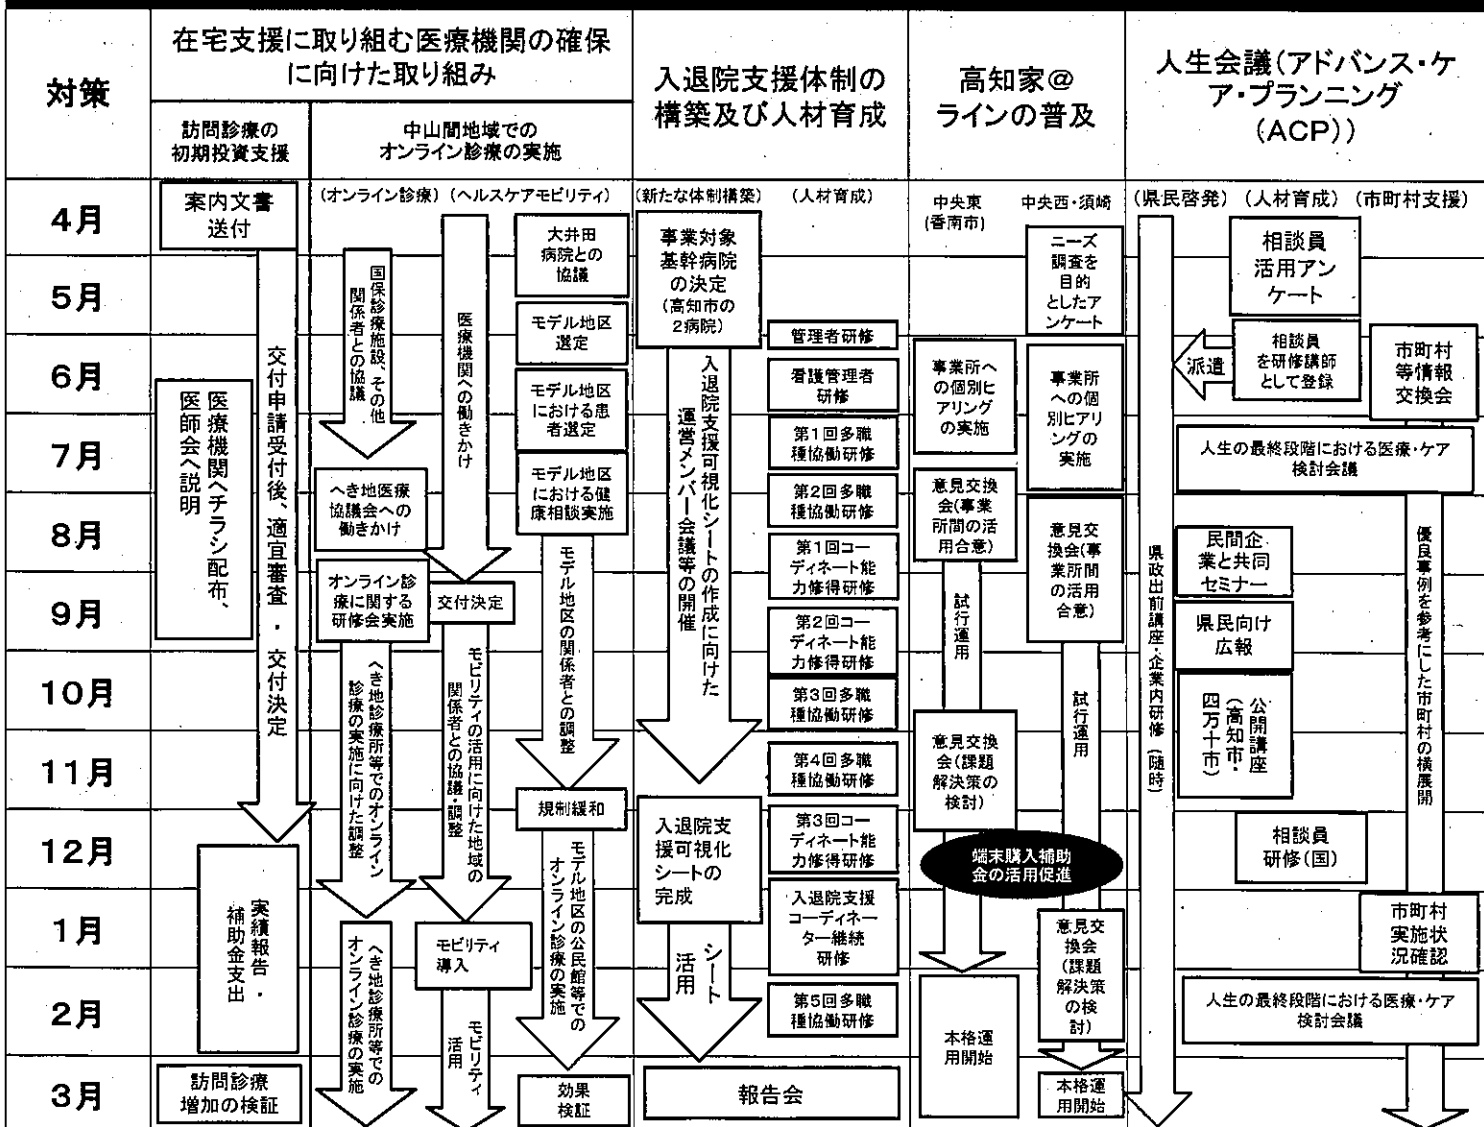 対策
在宅支援に取り組む医療機関の確保
に向けた取り組み
訪問診療の
初期投資支援
中山間地域での
オンライン診療の実施
入退院支援体制の
構築及び人材育成
高知家@
ラインの普及
人生会議(アドバンス・ケ
ア・プランニング
(ACP))
4月
5月
6月
7月
8月
9月
10月
11月
12月
1月
2月
3月
案内文書
送付
交付申請受付後、適宜審査・交付決定
医療機関へチラシ配布、
医師会へ説明
実績報告・
補助金支出
訪問診療
増加の検証
(オンライン診療)
国保診療施設、その他
関係者との協議
へき地医療
協議会への
働きかけ
オンライン診
療に関する
研修会実施
へき地診療所等でのオンライン
診療の実施に向けた調整
へき地診療所等での
オンライン診療の実施
(ヘルスケアモビリティ)
医療機関への働きかけ
交付決定
モビリティの活用に向けた地域の
関係者との協議・調整
モビリティ
導入
モビリティ
活用
大井田
病院との
協議
モデル地区
選定
モデル地区
における患
者選定
モデル地区
における健
康相談実施
モデル地区の関係者との調整
規制緩和
モデル地区の公民館等での
オンライン診療の実施
効果
検証
(新たな体制構築)
事業対象
基幹病院
の決定
(高知市の
2病院)
入退院支援可視化シートの作成に向けた
運営メンバー会議等の開催
入退院支
援可視化
シートの
完成
シート
活用
報告会
(人材育成)
管理者研修
看護管理者
研修
第1回多職
種協働研修
第2回多職
種協働研修
第1回コー
ディネート能
力修得研修
第2回コー
ディネート能
力修得研修
第3回多職
種協働研修
第4回多職
種協働研修
第3回コー
ディネート能
力修得研修
入退院支援
コーディネー
ター継続
研修
第5回多職
種協働研修
中央東
(香南市)
事業所へ
の個別ヒ
アリング
の実施
意見交換
会(事業
所間の活
用合意)
試行運用
意見交換
会(課題
解決策の
検討)
端末購入補助
金の活用促進
本格運
用開始
中央西・須崎
ニーズ
調査を
目的
としたア
ンケート
事業所
への個
別ヒアリ
ングの
実施
意見交
換会(事
業所間
の活用
合意)
試行運用
意見交
換会
(課題
解決策
の検
討)
本格運
用開始
(県民啓発)
県政出前講座・企業内研修(随時)
(人材育成)
相談員
活用アン
ケート
派遣
相談員
を研修講師
として登録
(市町村支援)
市町村
等情報
交換会
人生の最終段階における医療・ケア
検討会議
民間企
業と共同
セミナー
県民向け
広報
公開講座
(高知市・
四万十市)
優良事例を参考にした市町村の横展開
相談員
研修(国)
市町村
実施状
況確認
人生の最終段階における医療・ケア
検討会議